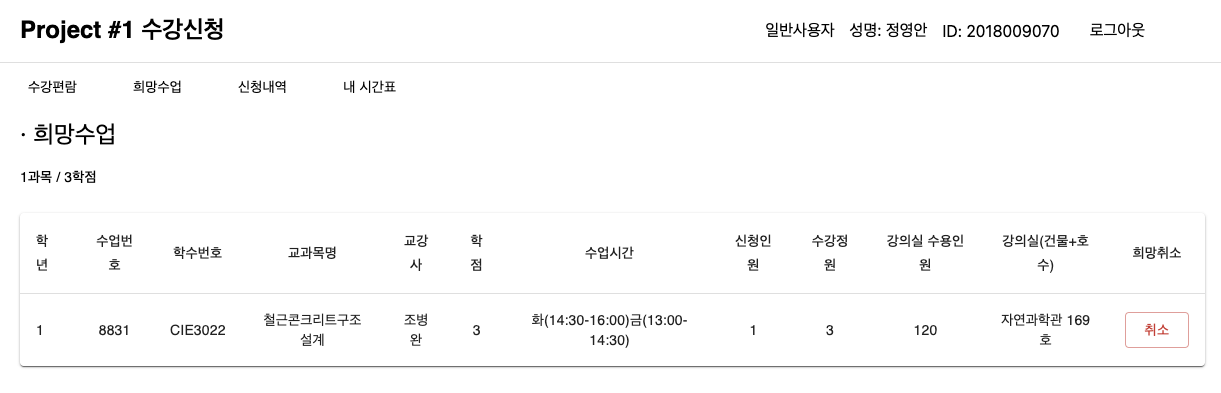 Project #1 수강신청
일반사용자 성명: 정영안 ID: 2018009070 로그아웃
수강편람 희망수업 신청내역 내 시간표
· 희망수업
1과목 / 3학점
학년 수업번호 학수번호 교과목명 교강사 학점 수업시간 신청인원 수강정원 강의실 수용인원 강의실(건물+호수) 희망취소
1 8831 CIE3022 철근콘크리트구조설계 조병완 3 화(14:30-16:00)금(13:00-14:30) 1 3 120 자연과학관 169호 취소